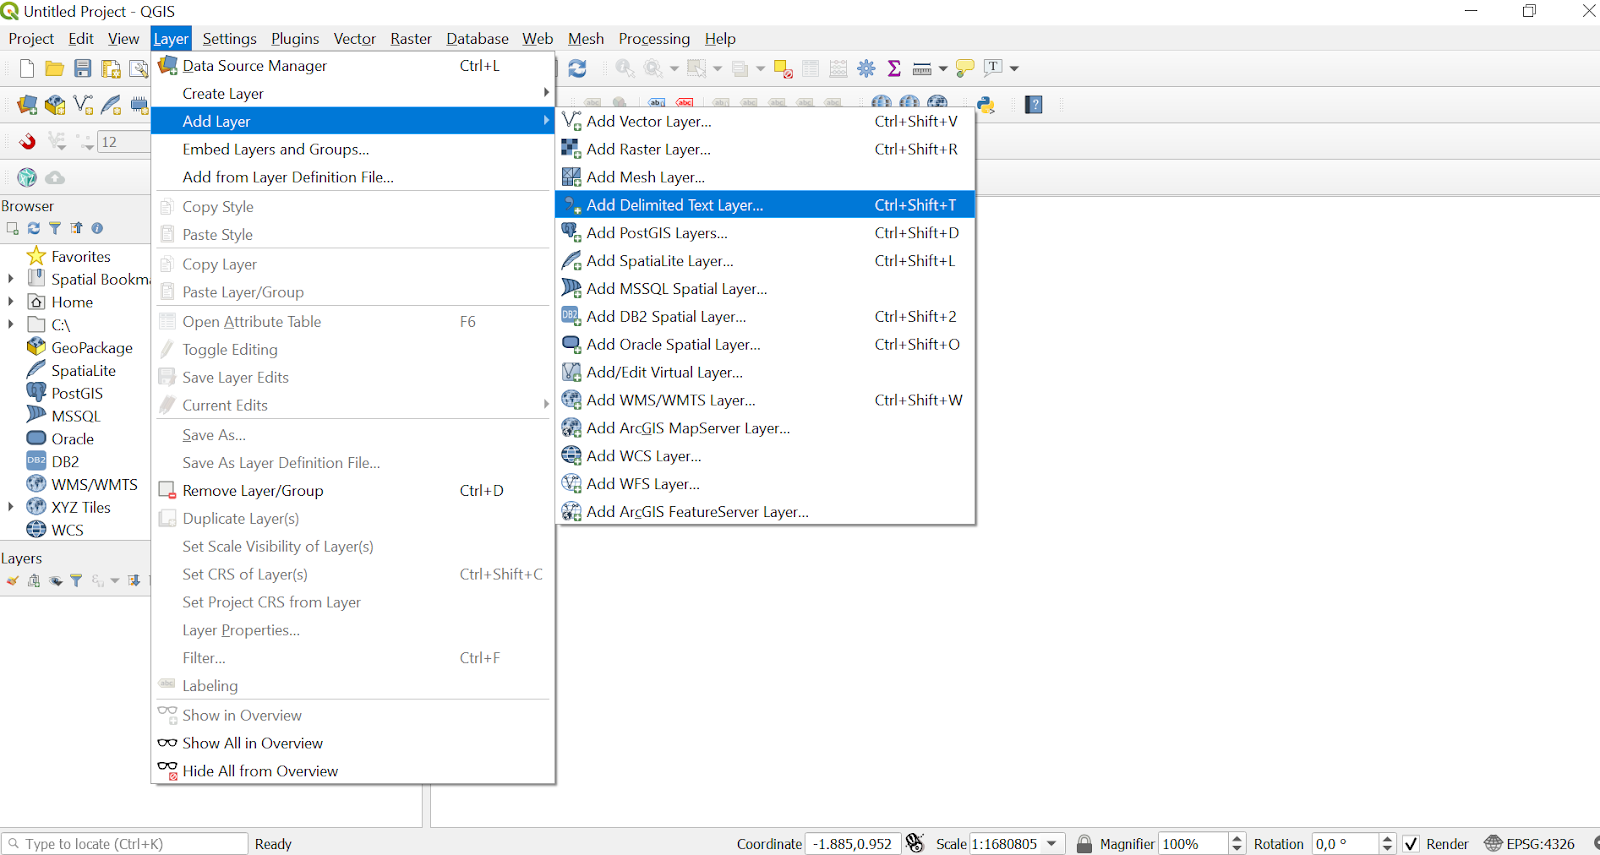 Untitled Project - QGIS
Project Edit View Layer Settings Plugins Vector Raster Database Web Mesh Processing Help
Data Source Manager Ctrl+L
Create Layer
Add Layer
Embed Layers and Groups...
Add from Layer Definition File...
Copy Style
Paste Style
Copy Layer
Paste Layer/Group
Open Attribute Table F6
Toggle Editing
Save Layer Edits
Current Edits
Save As...
Save As Layer Definition File...
Remove Layer/Group Ctrl+D
Duplicate Layer(s)
Set Scale Visibility of Layer(s)
Set CRS of Layer(s) Ctrl+Shift+C
Set Project CRS from Layer
Layer Properties...
Filter... Ctrl+F
Labeling
Show in Overview
Show All in Overview
Hide All from Overview
Add Vector Layer... Ctrl+Shift+V
Add Raster Layer... Ctrl+Shift+R
Add Mesh Layer...
Add Delimited Text Layer... Ctrl+Shift+T
Add PostGIS Layers... Ctrl+Shift+D
Add SpatiaLite Layer... Ctrl+Shift+L
Add MSSQL Spatial Layer...
Add DB2 Spatial Layer... Ctrl+Shift+2
Add Oracle Spatial Layer... Ctrl+Shift+O
Add/Edit Virtual Layer...
Add WMS/WMTS Layer... Ctrl+Shift+W
Add ArcGIS MapServer Layer...
Add WCS Layer...
Add WFS Layer...
Add ArcGIS FeatureServer Layer...
12
Browser
Favorites
Spatial Bookm
Home
C:\
GeoPackage
SpatiaLite
PostGIS
MSSQL
Oracle
DB2
WMS/WMTS
XYZ Tiles
WCS
Layers
Type to locate (Ctrl+K) Ready Coordinate -1.885,0.952 Scale 1:1680805 Magnifier 100% Rotation 0,0 ° Render EPSG:4326